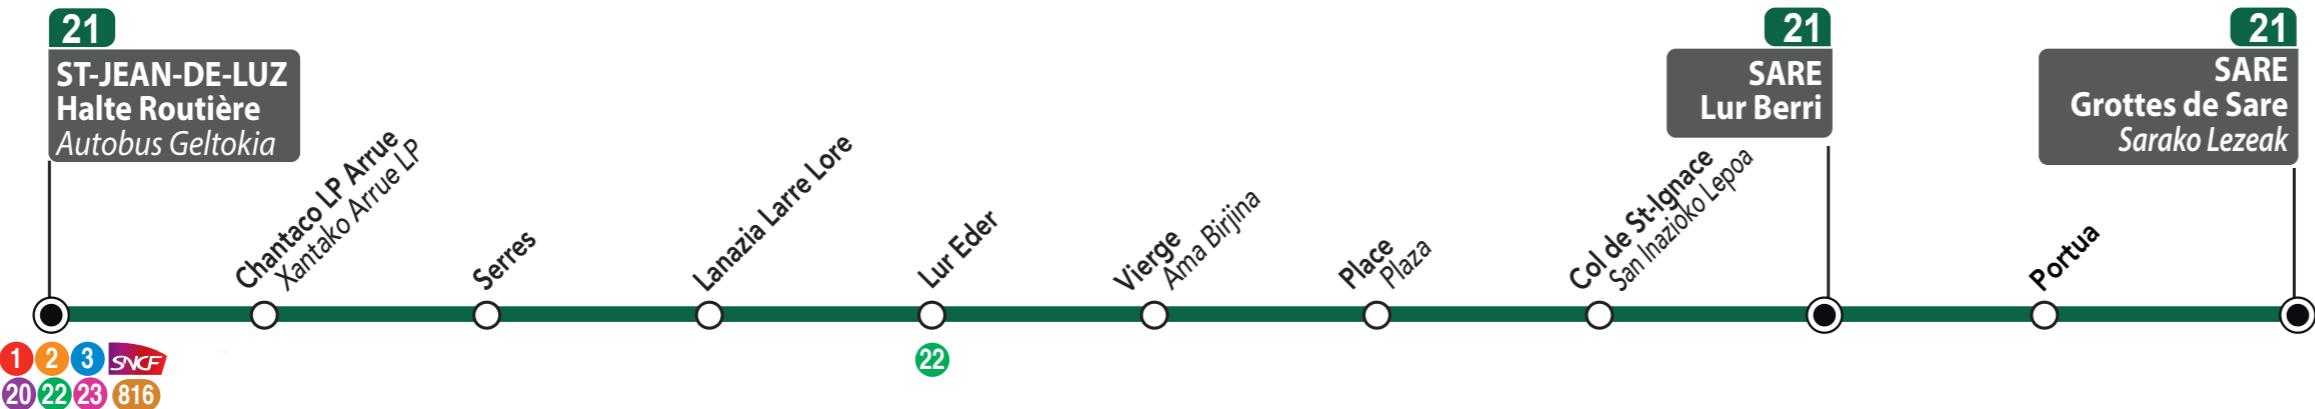 21
ST-JEAN-DE-LUZ
Halte Routière
Autobus Geltokia
Chantaco LP Arrue
Xantako Arrue LP
Serres
Lanazia Larre Lore
Lur Eder
Vierge
Ama Birjina
Place
Plaza
Col de St-Ignace
San Inazioko Lepoa
21
SARE
Lur Berri
Portua
21
SARE
Grottes de Sare
Sarako Lezeak
1 2 3 SNCF
20 22 23 816
22